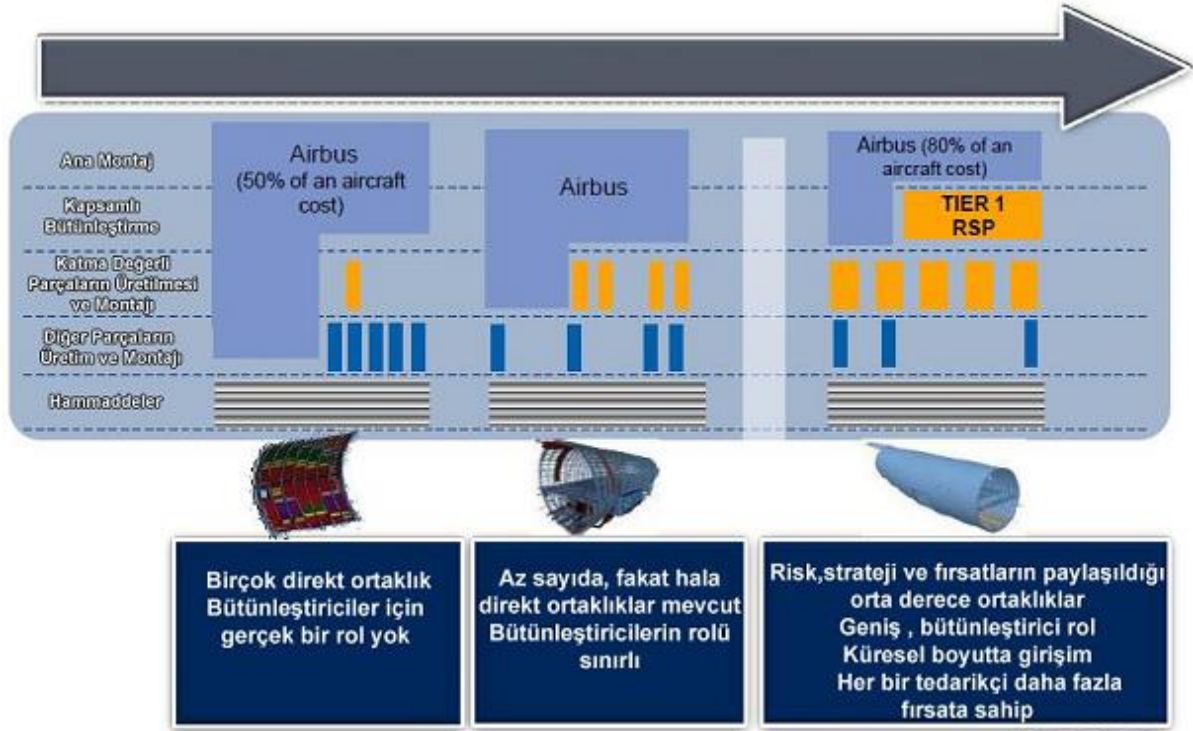 Ana Montaj
Kapsamlı
Bütünleştirme
Katma Değerli
Parçaların Üretilmesi
ve Montajı
Diğer Parçaların
Üretim ve Montajı
Hammaddeler
Airbus
(50% of an aircraft
cost)
Airbus
Airbus (80% of an
aircraft cost)
TIER 1
RSP
Birçok direkt ortaklık
Bütünleştiriciler için
gerçek bir rol yok
Az sayıda, fakat hala
direkt ortaklıklar mevcut
Bütünleştiricilerin rolü
sınırlı
Risk,strateji ve fırsatların paylaşıldığı
orta derece ortaklıklar
Geniş , bütünleştirici rol
Küresel boyutta girişim
Her bir tedarikçi daha fazla
fırsata sahip